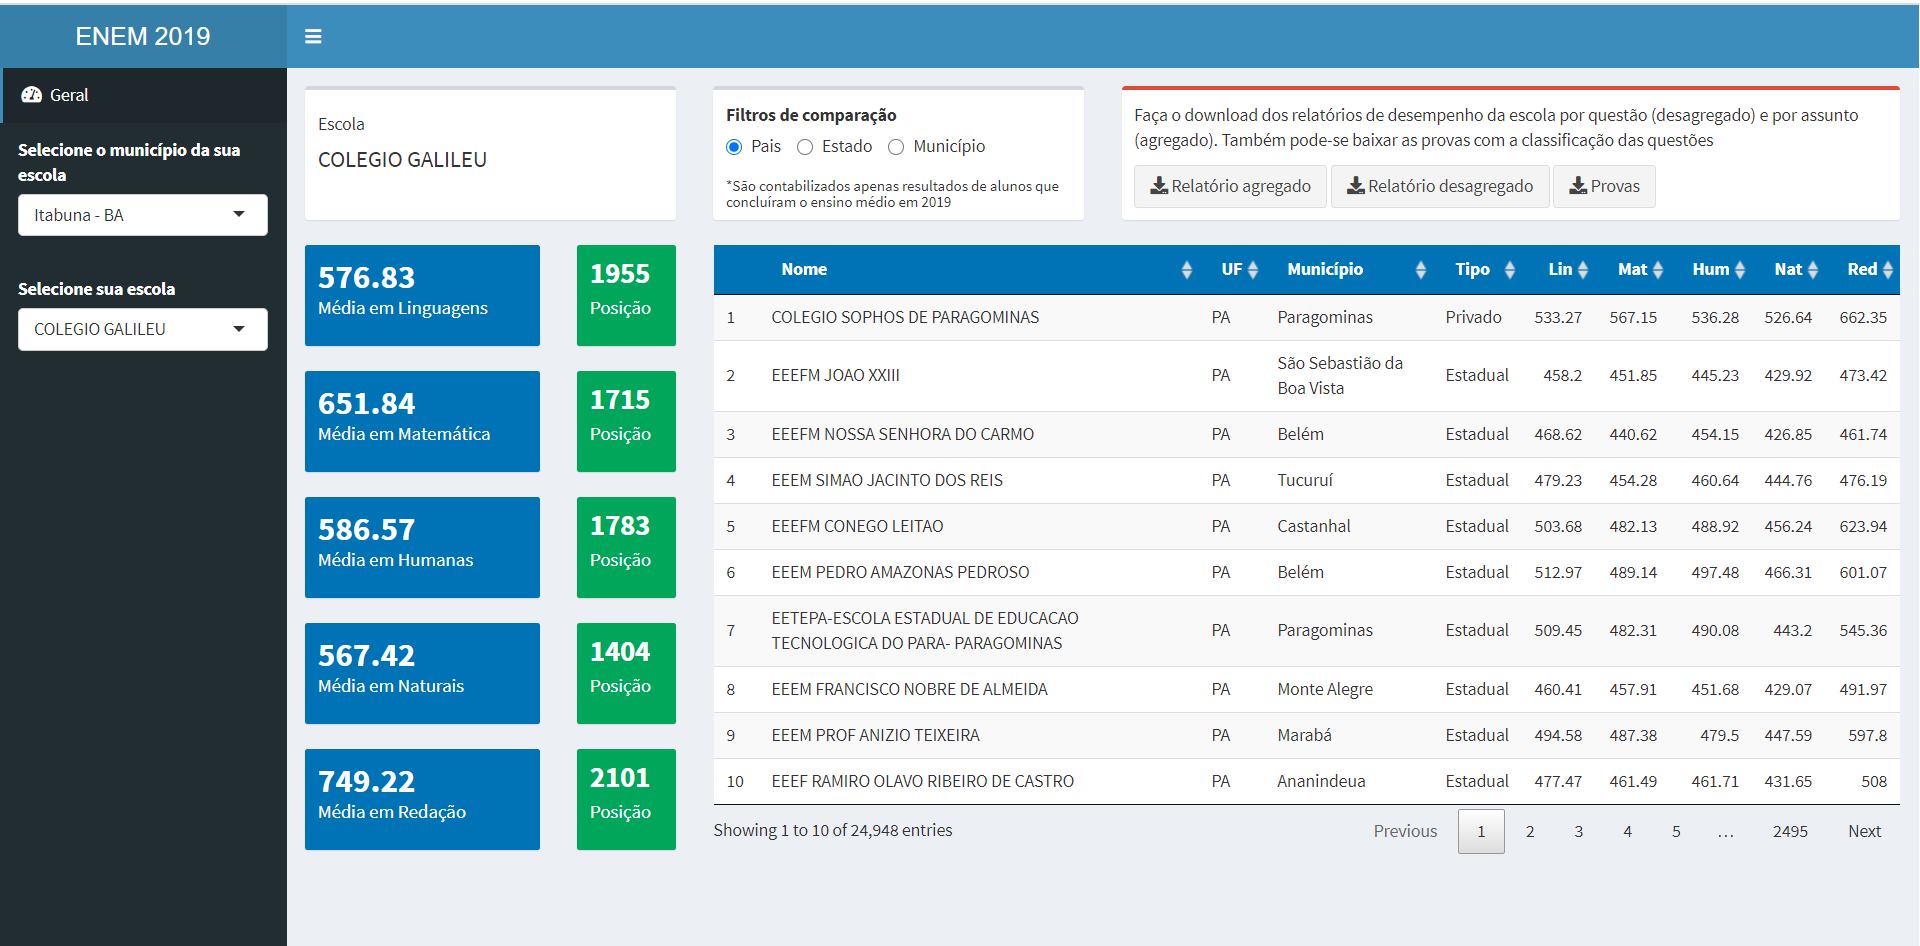 ENEM 2019
Geral
Selecione o município da sua
escola
Itabuna - BA
Selecione sua escola
COLEGIO GALILEU
Escola
COLEGIO GALILEU
Filtros de comparação
Pais Estado Município
*São contabilizados apenas resultados de alunos que
concluíram o ensino médio em 2019
Faça o download dos relatórios de desempenho da escola por questão (desagregado) e por assunto
(agregado). Também pode-se baixar as provas com a classificação das questões
Relatório agregado Relatório desagregado Provas
576.83
Média em Linguagens
1955
Posição
651.84
Média em Matemática
1715
Posição
586.57
Média em Humanas
1783
Posição
567.42
Média em Naturais
1404
Posição
749.22
Média em Redação
2101
Posição
Nome UF Município Tipo Lin Mat Hum Nat Red
1 COLEGIO SOPHOS DE PARAGOMINAS PA Paragominas Privado 533.27 567.15 536.28 526.64 662.35
2 EEEFM JOAO XXIII PA São Sebastião da Boa Vista Estadual 458.2 451.85 445.23 429.92 473.42
3 EEEFM NOSSA SENHORA DO CARMO PA Belém Estadual 468.62 440.62 454.15 426.85 461.74
4 EEEM SIMAO JACINTO DOS REIS PA Tucuruí Estadual 479.23 454.28 460.64 444.76 476.19
5 EEEFM CONEGO LEITAO PA Castanhal Estadual 503.68 482.13 488.92 456.24 623.94
6 EEEM PEDRO AMAZONAS PEDROSO PA Belém Estadual 512.97 489.14 497.48 466.31 601.07
7 EETEPA-ESCOLA ESTADUAL DE EDUCACAO TECNOLOGICA DO PARA- PARAGOMINAS PA Paragominas Estadual 509.45 482.31 490.08 443.2 545.36
8 EEEM FRANCISCO NOBRE DE ALMEIDA PA Monte Alegre Estadual 460.41 457.91 451.68 429.07 491.97
9 EEEM PROF ANIZIO TEIXEIRA PA Marabá Estadual 494.58 487.38 479.5 447.59 597.8
10 EEEF RAMIRO OLAVO RIBEIRO DE CASTRO PA Ananindeua Estadual 477.47 461.49 461.71 431.65 508
Showing 1 to 10 of 24,948 entries
Previous 1 2 3 4 5 … 2495 Next